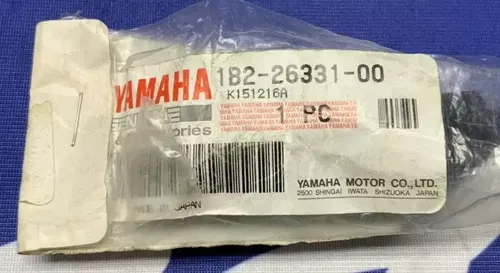 YAMAHA
1B2-26331-00
K151216A
1 PC
YAMAHA MOTOR CO.,LTD.
2500 SHINGAI IWATA SHIZUOKA JAPAN